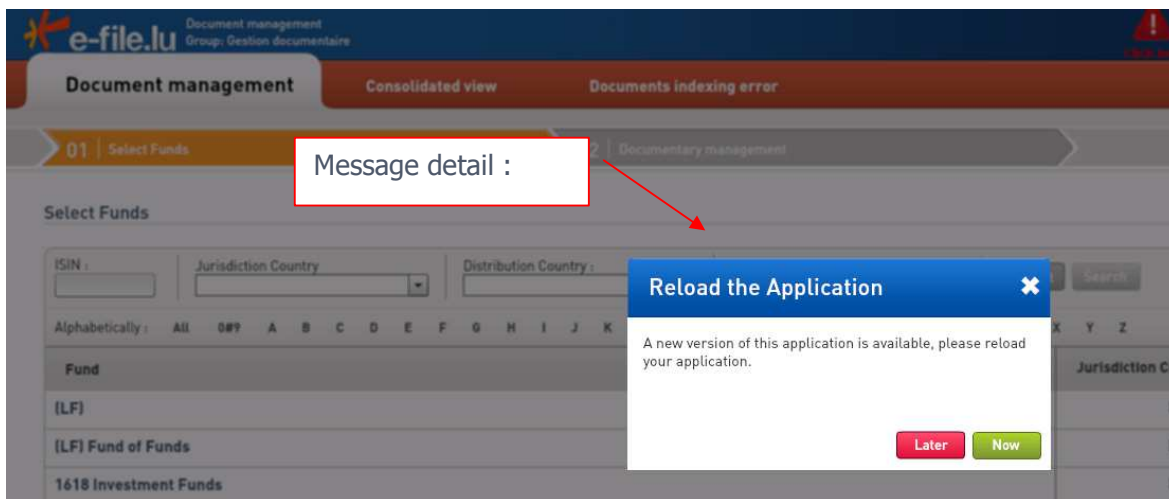 e-file.lu
Document management
Group: Gestion documentaire
Document management
Consolidated view
Documents indexing error
01 | Select Funds
2 | Documentary management
Message detail :
Select Funds
ISIN :
Jurisdiction Country
Distribution Country :
Search
Alphabetically : All 0#9 A B C D E F G H I J K X Y Z
Reload the Application
A new version of this application is available, please reload
your application.
Later
Now
Fund
Jurisdiction C
(LF)
(LF) Fund of Funds
1618 Investment Funds